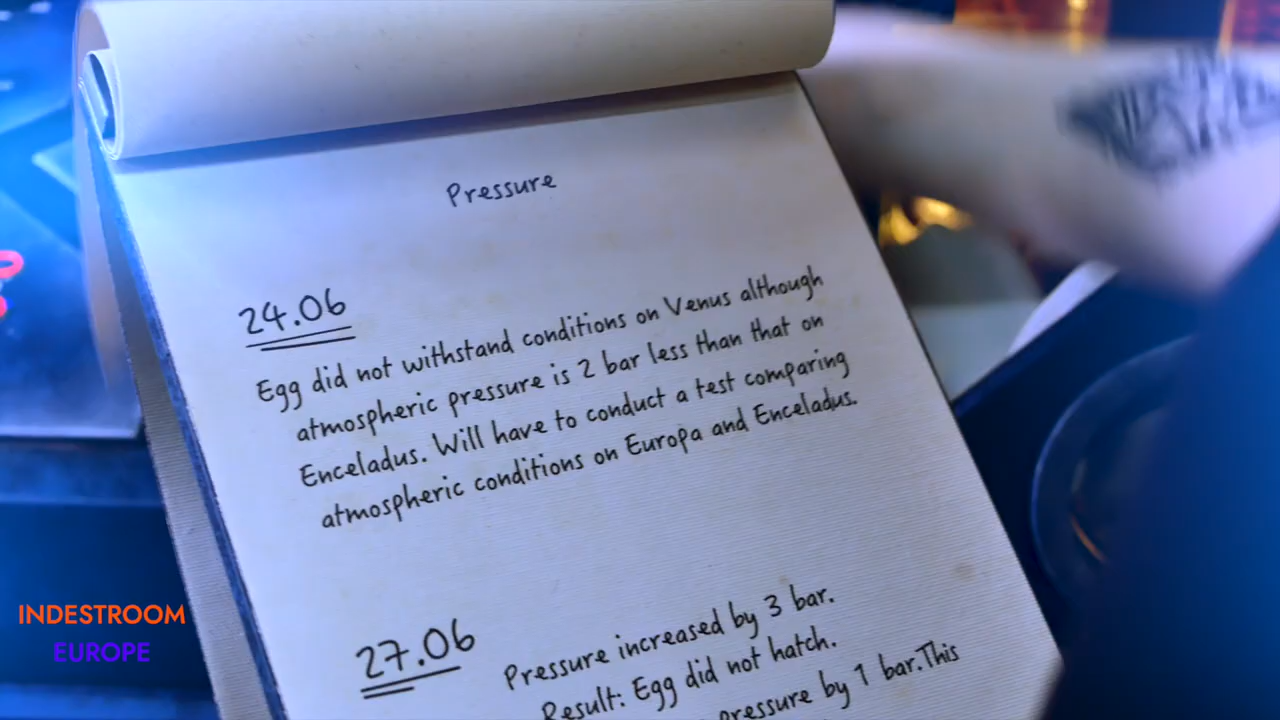 Pressure
24.06
Egg did not withstand conditions on Venus although
atmospheric pressure is 2 bar less than that on
Enceladus. Will have to conduct a test comparing
atmospheric conditions on Europa and Enceladus.
27.06
Pressure increased by 3 bar.
Result: Egg did not hatch.
pressure by 1 bar.This
INDESTROOM
EUROPE